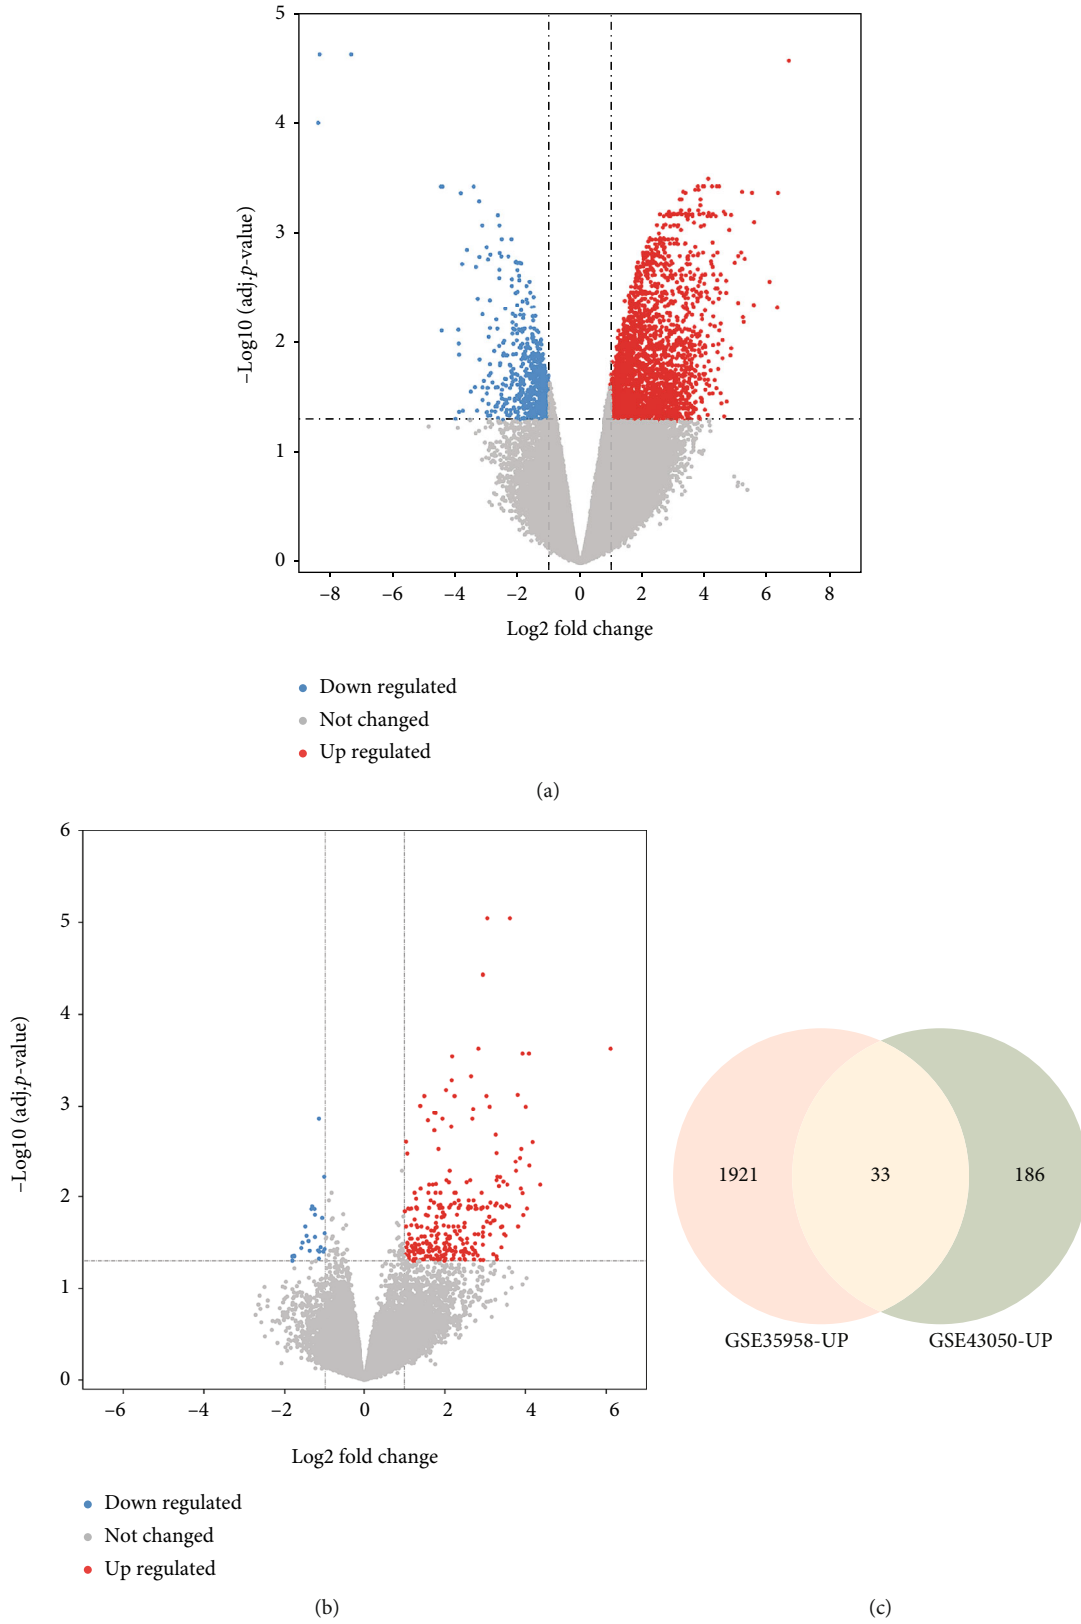 5
4
3
2
1
0
−Log10 (adj.p-value)
−8 −6 −4 −2 0 2 4 6 8
Log2 fold change
Down regulated
Not changed
Up regulated
(a)
6
5
4
3
2
1
0
−Log10 (adj.p-value)
−6 −4 −2 0 2 4 6
Log2 fold change
Down regulated
Not changed
Up regulated
(b)
1921 33 186
GSE35958-UP GSE43050-UP
(c)